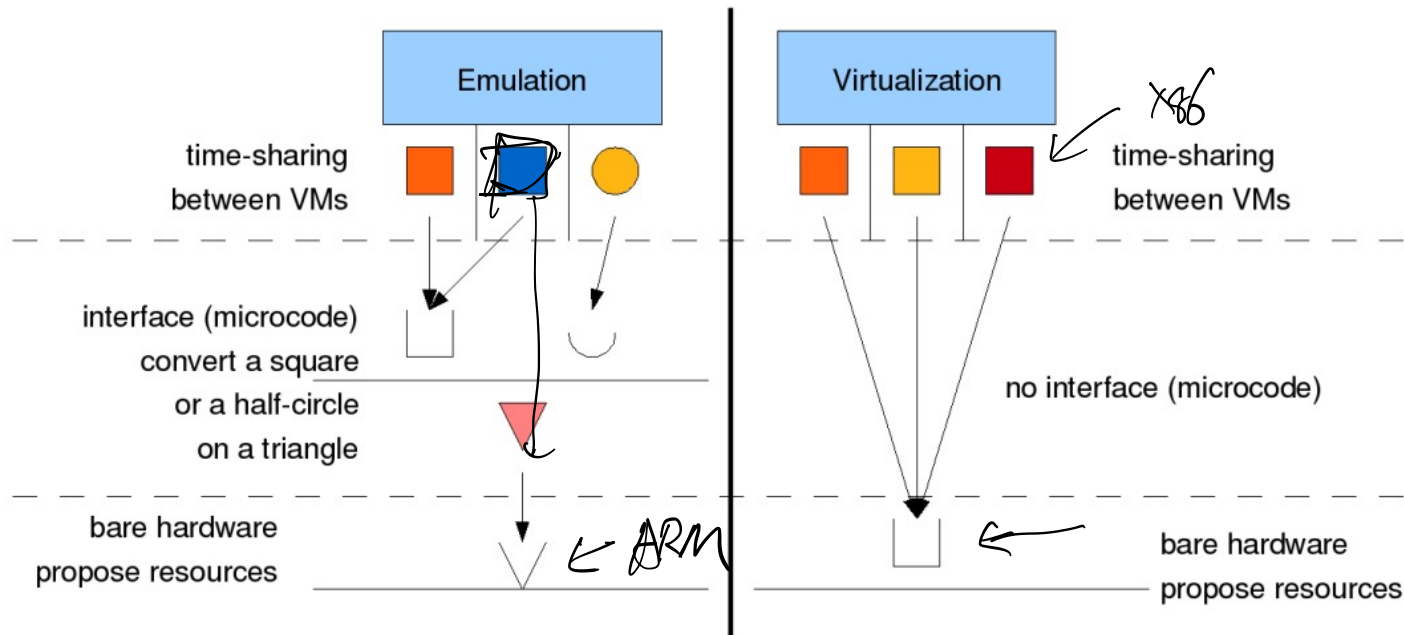 Emulation
time-sharing
between VMs
interface (microcode)
convert a square
or a half-circle
on a triangle
bare hardware
propose resources
ARM
Virtualization
x86
time-sharing
between VMs
no interface (microcode)
bare hardware
propose resources